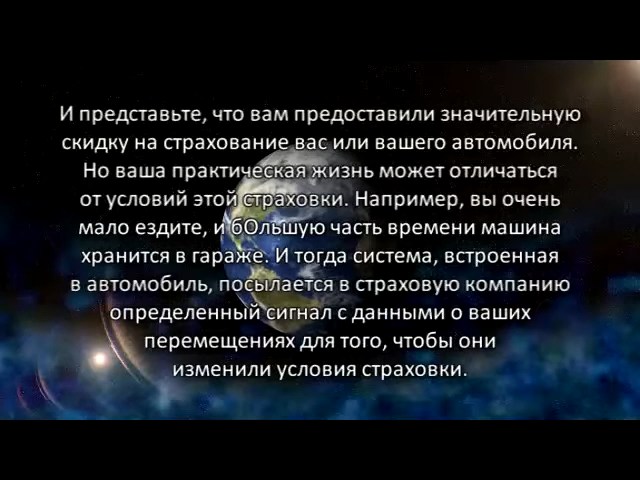 И представьте, что вам предоставили значительную
скидку на страхование вас или вашего автомобиля.
Но ваша практическая жизнь может отличаться
от условий этой страховки. Например, вы очень
мало ездите, и бОльшую часть времени машина
хранится в гараже. И тогда система, встроенная
в автомобиль, посылается в страховую компанию
определенный сигнал с данными о ваших
перемещениях для того, чтобы они
изменили условия страховки.